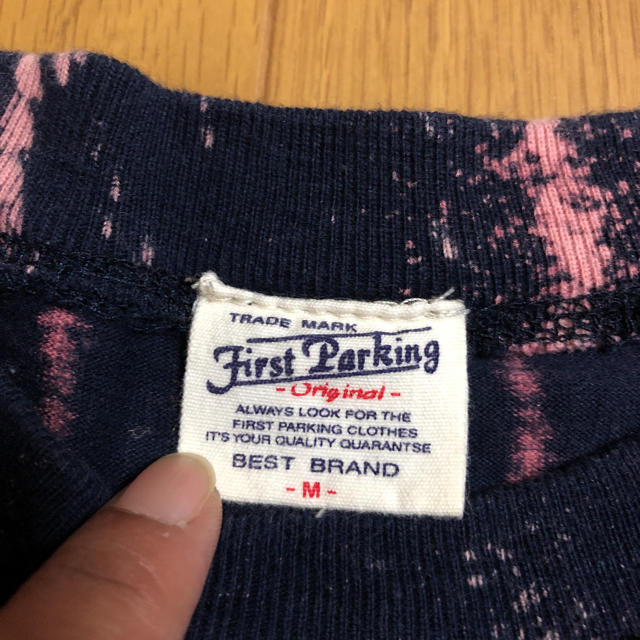 TRADE MARK
First Parking
- Original -
ALWAYS LOOK FOR THE
FIRST PARKING CLOTHES
IT'S YOUR QUALITY QUARANTSE
BEST BRAND
- M -